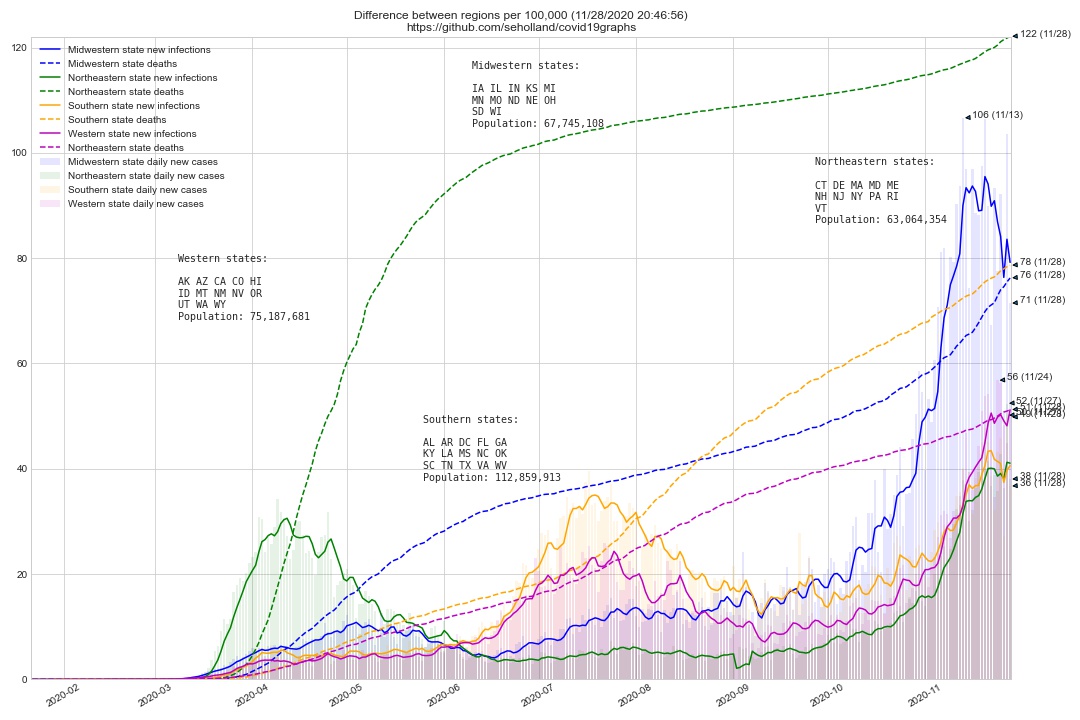 Difference between regions per 100,000 (11/28/2020 20:46:56)
https://github.com/seholland/covid19graphs
Midwestern state new infections
Midwestern state deaths
Northeastern state new infections
Northeastern state deaths
Southern state new infections
Southern state deaths
Western state new infections
Northeastern state deaths
Midwestern state daily new cases
Northeastern state daily new cases
Southern state daily new cases
Western state daily new cases
Midwestern states:
IA IL IN KS MI
MN MO ND NE OH
SD WI
Population: 67,745,108
Northeastern states:
CT DE MA MD ME
NH NJ NY PA RI
VT
Population: 63,064,354
Western states:
AK AZ CA CO HI
ID MT NM NV OR
UT WA WY
Population: 75,187,681
Southern states:
AL AR DC FL GA
KY LA MS NC OK
SC TN TX VA WV
Population: 112,859,913
122 (11/28)
106 (11/13)
78 (11/28)
76 (11/28)
71 (11/28)
56 (11/24)
52 (11/27)
38 (11/28)
36 (11/28)
120
100
80
60
40
20
0
2020-02
2020-03
2020-04
2020-05
2020-06
2020-07
2020-08
2020-09
2020-10
2020-11